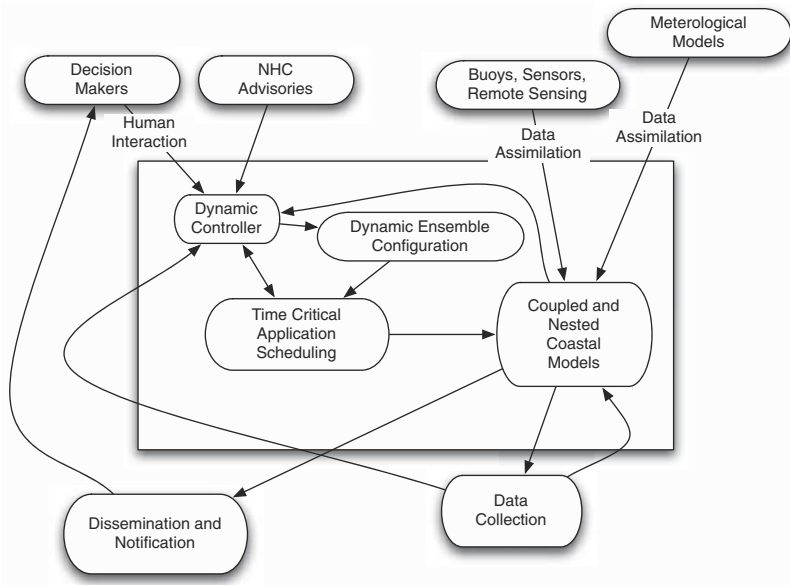 Meterological
Models
Decision
Makers
NHC
Advisories
Buoys, Sensors,
Remote Sensing
Human
Interaction
Data
Assimilation
Data
Assimilation
Dynamic
Controller
Dynamic Ensemble
Configuration
Time Critical
Application
Scheduling
Coupled and
Nested
Coastal
Models
Dissemination and
Notification
Data
Collection